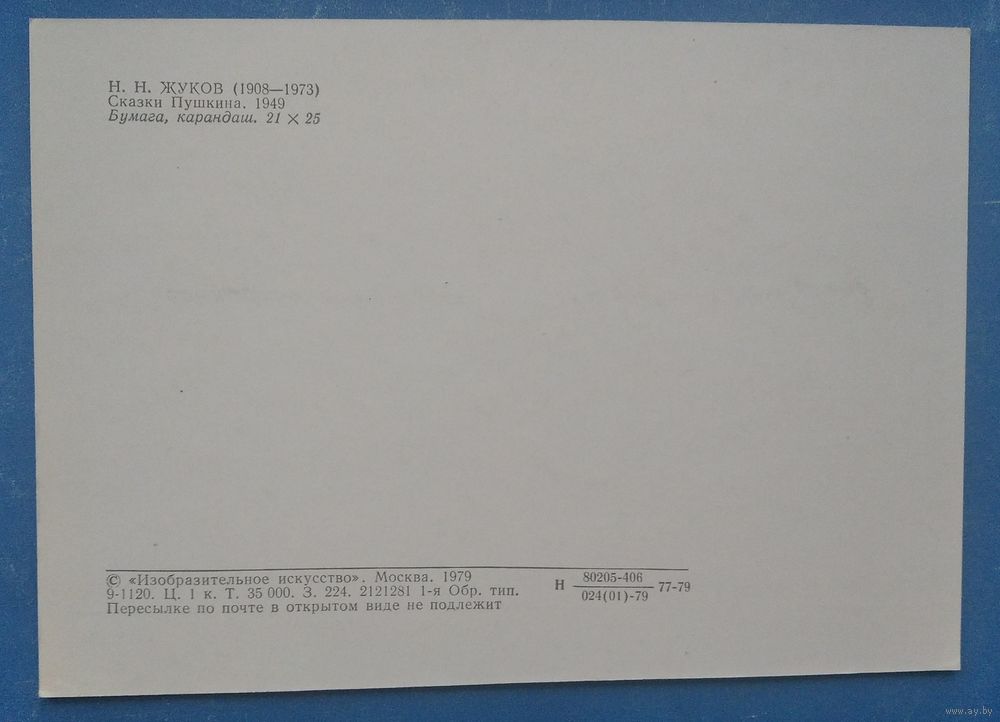 Н. Н. ЖУКОВ (1908—1973)
Сказки Пушкина. 1949
Бумага, карандаш. 21 × 25
© «Изобразительное искусство». Москва. 1979
9-1120. Ц. 1 к. Т. 35 000. З. 224. 2121281 1-я Обр. тип.
Пересылке по почте в открытом виде не подлежит
80205-406
Н 77-79
024(01)-79
www.ay.by